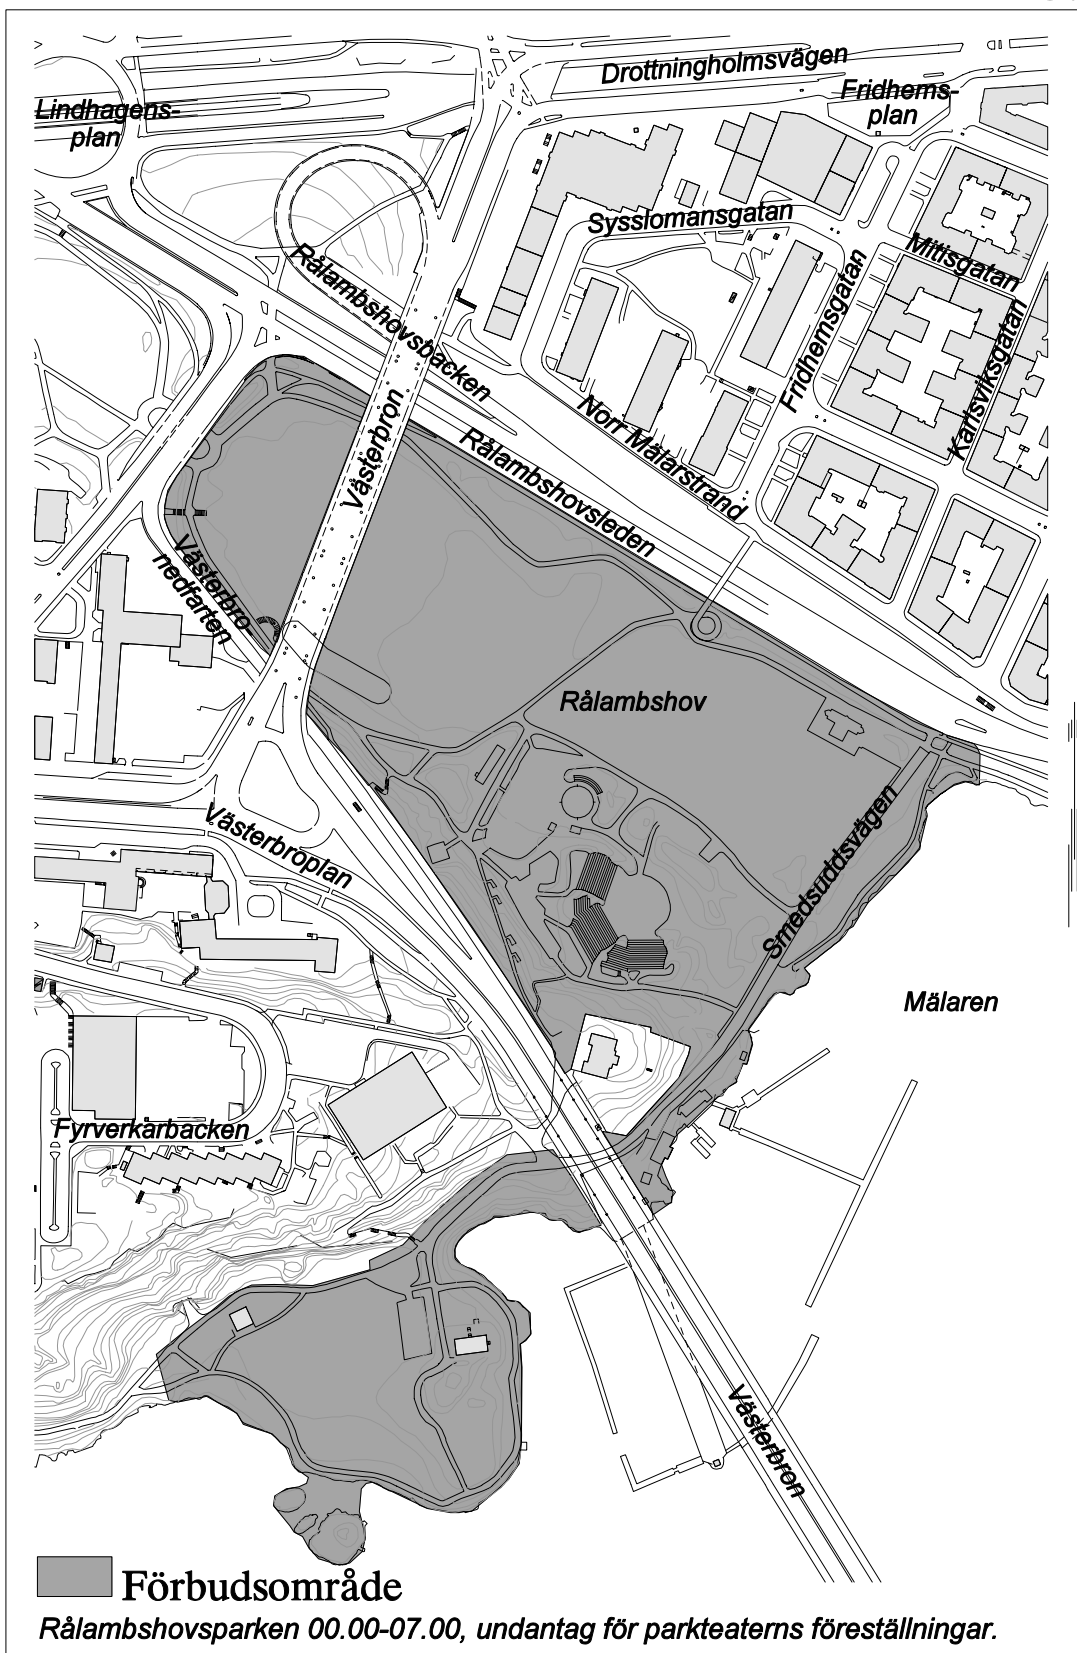 Drottningholmsvägen
Fridhems-
plan
Lindhagens-
plan
Sysslomansgatan
Mitisgatan
Rålambshovsbacken
Fridhemsgatan
Karlsviksgatan
Västerbron
Norr Mälarstrand
Rålambshovsleden
Västerbro-
nedfarten
Rålambshov
Smedsuddsvägen
Västerbroplan
Mälaren
Fyrverkarbacken
Västerbron
Förbudsområde
Rålambshovsparken 00.00-07.00, undantag för parkteaterns föreställningar.